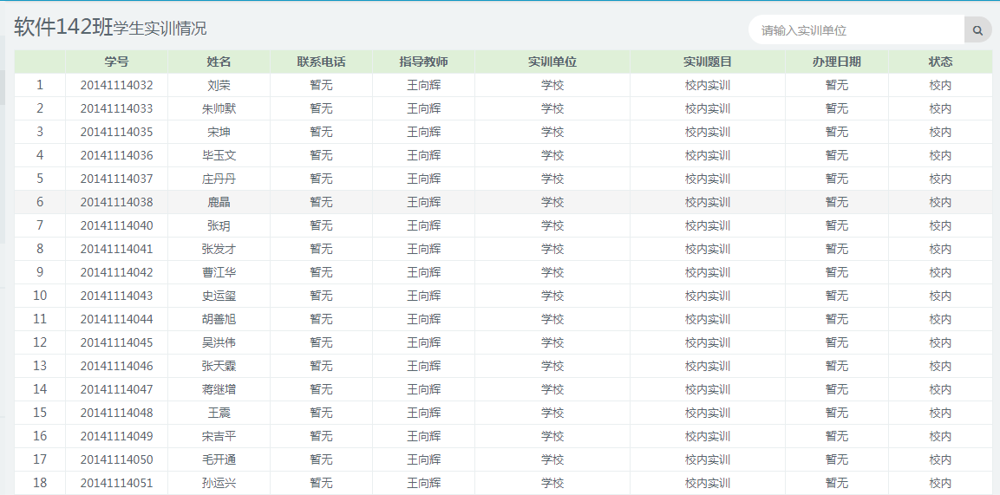 软件142班学生实训情况
请输入实训单位
学号 姓名 联系电话 指导教师 实训单位 实训题目 办理日期 状态
1 20141114032 刘荣 暂无 王向辉 学校 校内实训 暂无 校内
2 20141114033 朱帅默 暂无 王向辉 学校 校内实训 暂无 校内
3 20141114035 宋坤 暂无 王向辉 学校 校内实训 暂无 校内
4 20141114036 毕玉文 暂无 王向辉 学校 校内实训 暂无 校内
5 20141114037 庄丹丹 暂无 王向辉 学校 校内实训 暂无 校内
6 20141114038 鹿晶 暂无 王向辉 学校 校内实训 暂无 校内
7 20141114040 张玥 暂无 王向辉 学校 校内实训 暂无 校内
8 20141114041 张发才 暂无 王向辉 学校 校内实训 暂无 校内
9 20141114042 曹江华 暂无 王向辉 学校 校内实训 暂无 校内
10 20141114043 史运玺 暂无 王向辉 学校 校内实训 暂无 校内
11 20141114044 胡善旭 暂无 王向辉 学校 校内实训 暂无 校内
12 20141114045 吴洪伟 暂无 王向辉 学校 校内实训 暂无 校内
13 20141114046 张天霖 暂无 王向辉 学校 校内实训 暂无 校内
14 20141114047 蒋继增 暂无 王向辉 学校 校内实训 暂无 校内
15 20141114048 王震 暂无 王向辉 学校 校内实训 暂无 校内
16 20141114049 宋吉平 暂无 王向辉 学校 校内实训 暂无 校内
17 20141114050 毛开通 暂无 王向辉 学校 校内实训 暂无 校内
18 20141114051 孙运兴 暂无 王向辉 学校 校内实训 暂无 校内